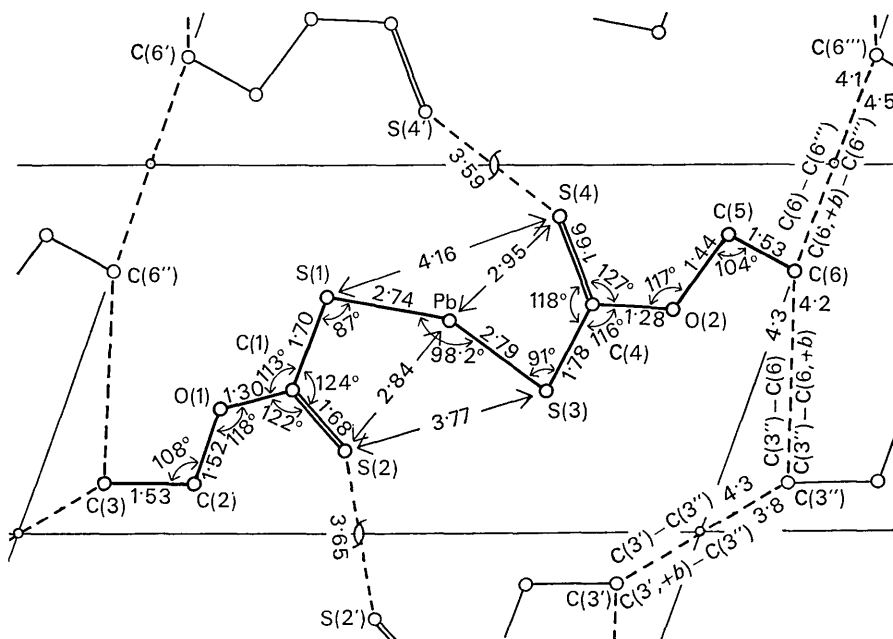 C(6')
C(6''')
4·1
4·5
S(4')
3·59
C(6) – C(6''')
C(6,+b) – C(6''')
S(4)
C(5)
1·66
1·44
1·53
4·16
2·95
127°
117°
104°
C(6'')
C(6)
S(1)
2·74
Pb
118°
1·28
O(2)
4·3
4·2
87°
116°
C(4)
1·70
2·79
98·2°
91°
1·78
C(1)
113°
2·84
S(3)
O(1)
1·30
124°
1·68
3·77
118°
122°
C(3'') – C(6)
C(3'') – C(6,+b)
108°
1·52
S(2)
C(3)
1·53
C(2)
C(3'')
3·65
C(3') – C(3'')
4·3
C(3',+b) – C(3'')
3·8
S(2')
C(3')